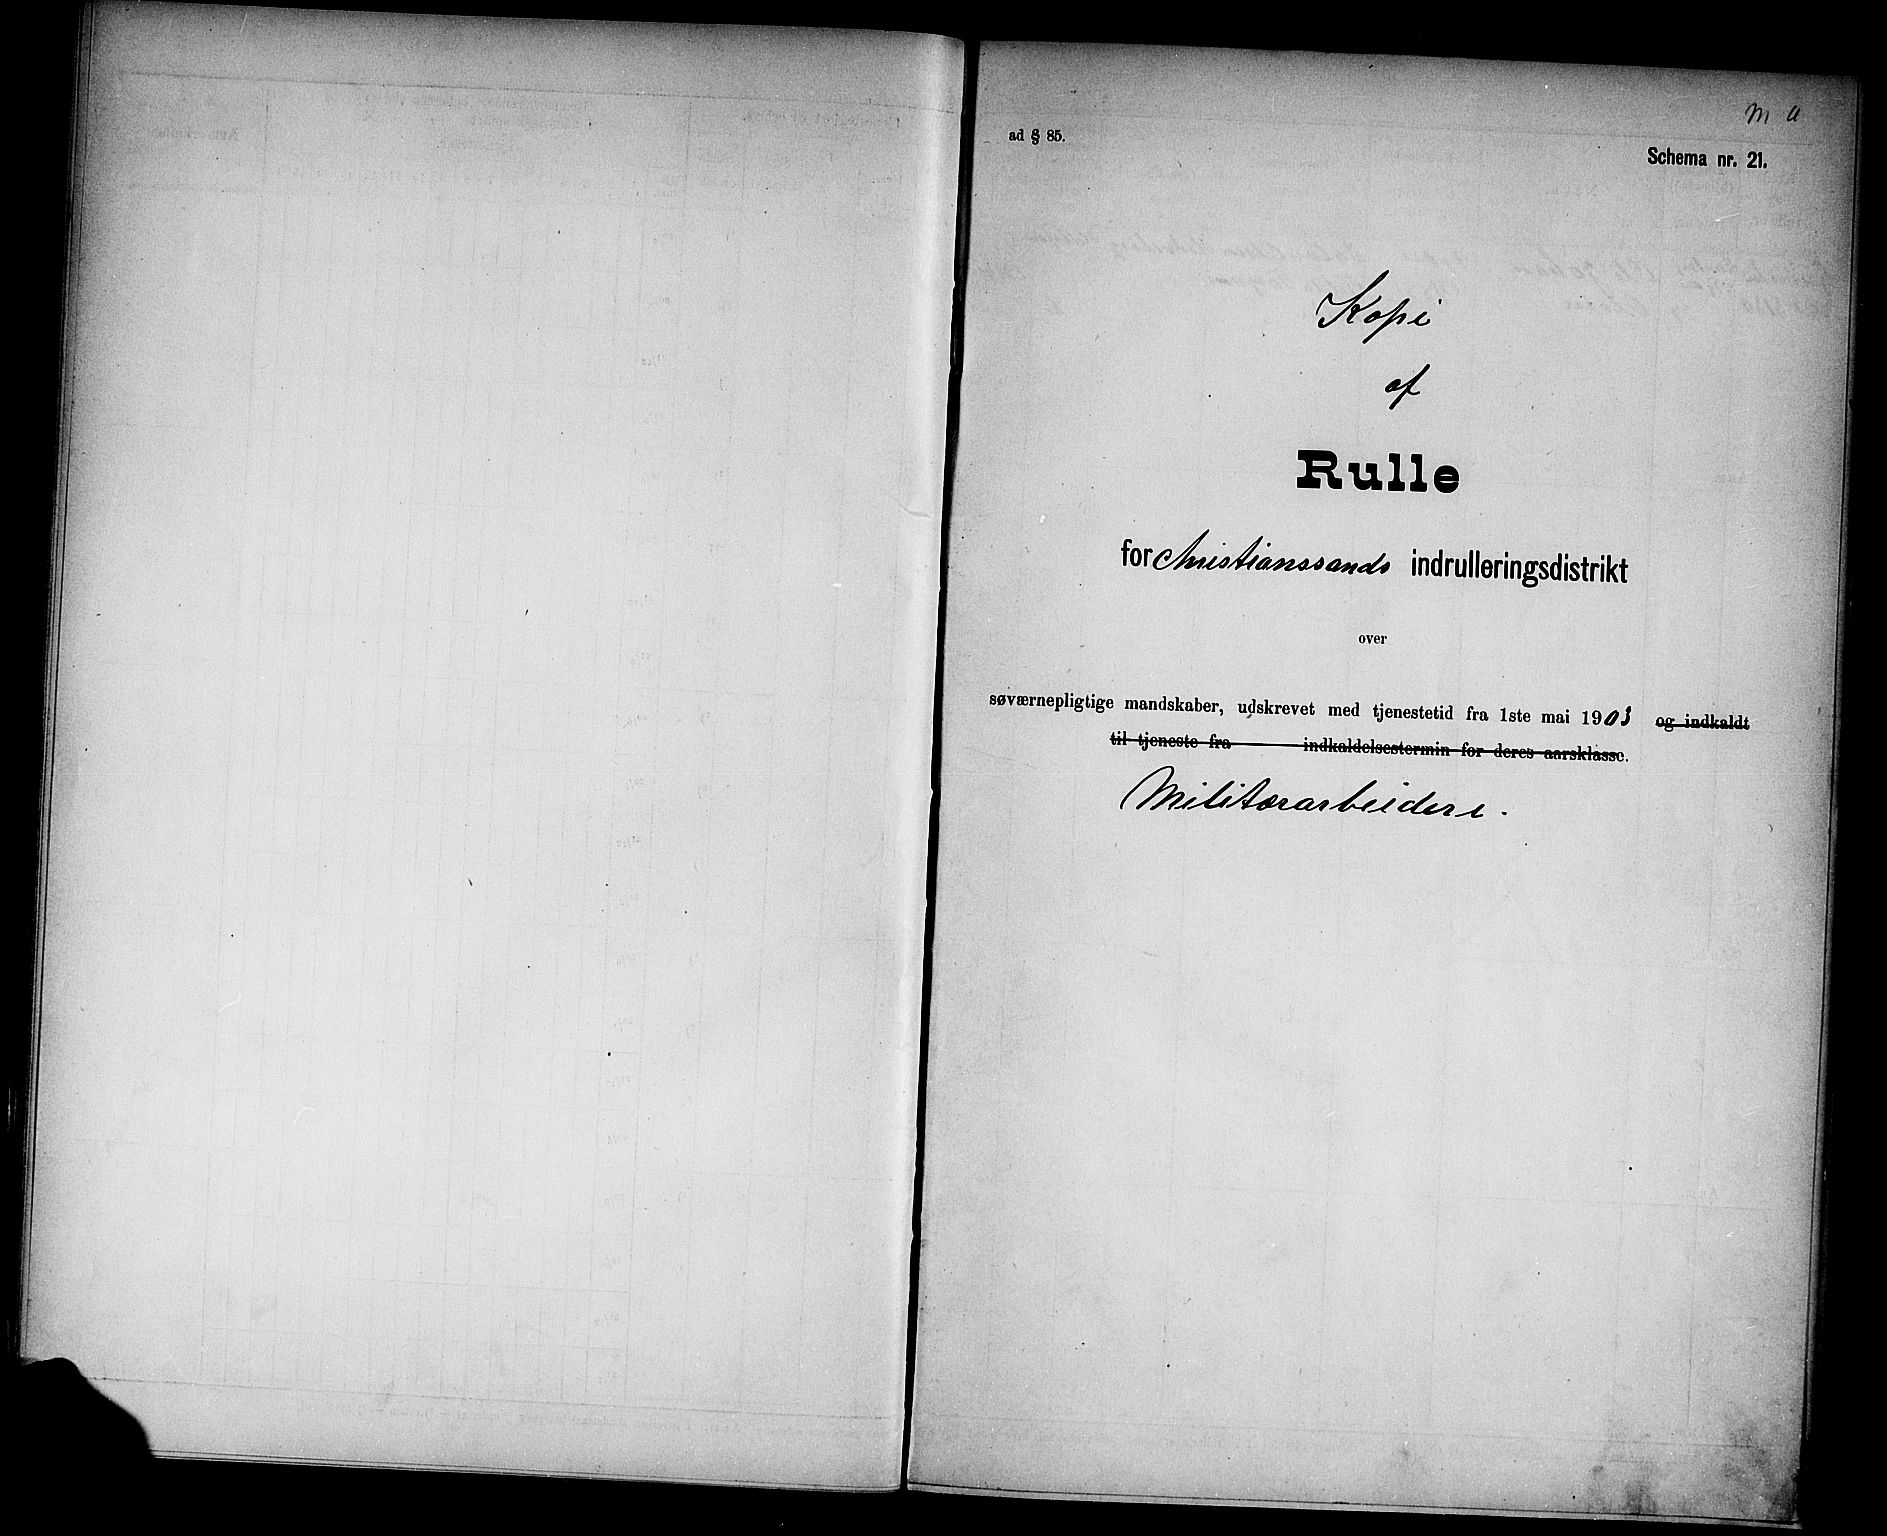 M a
ad § 85.
Schema nr. 21.
Kopi
af
Rulle
for Christianssands indrulleringsdistrikt
over
søværnepligtige mandskaber, udskrevet med tjenestetid fra 1ste mai 1903 og indkaldt
til tjeneste fra indkaldelsestermin for deres aarsklasse.
Militærarbeidere.